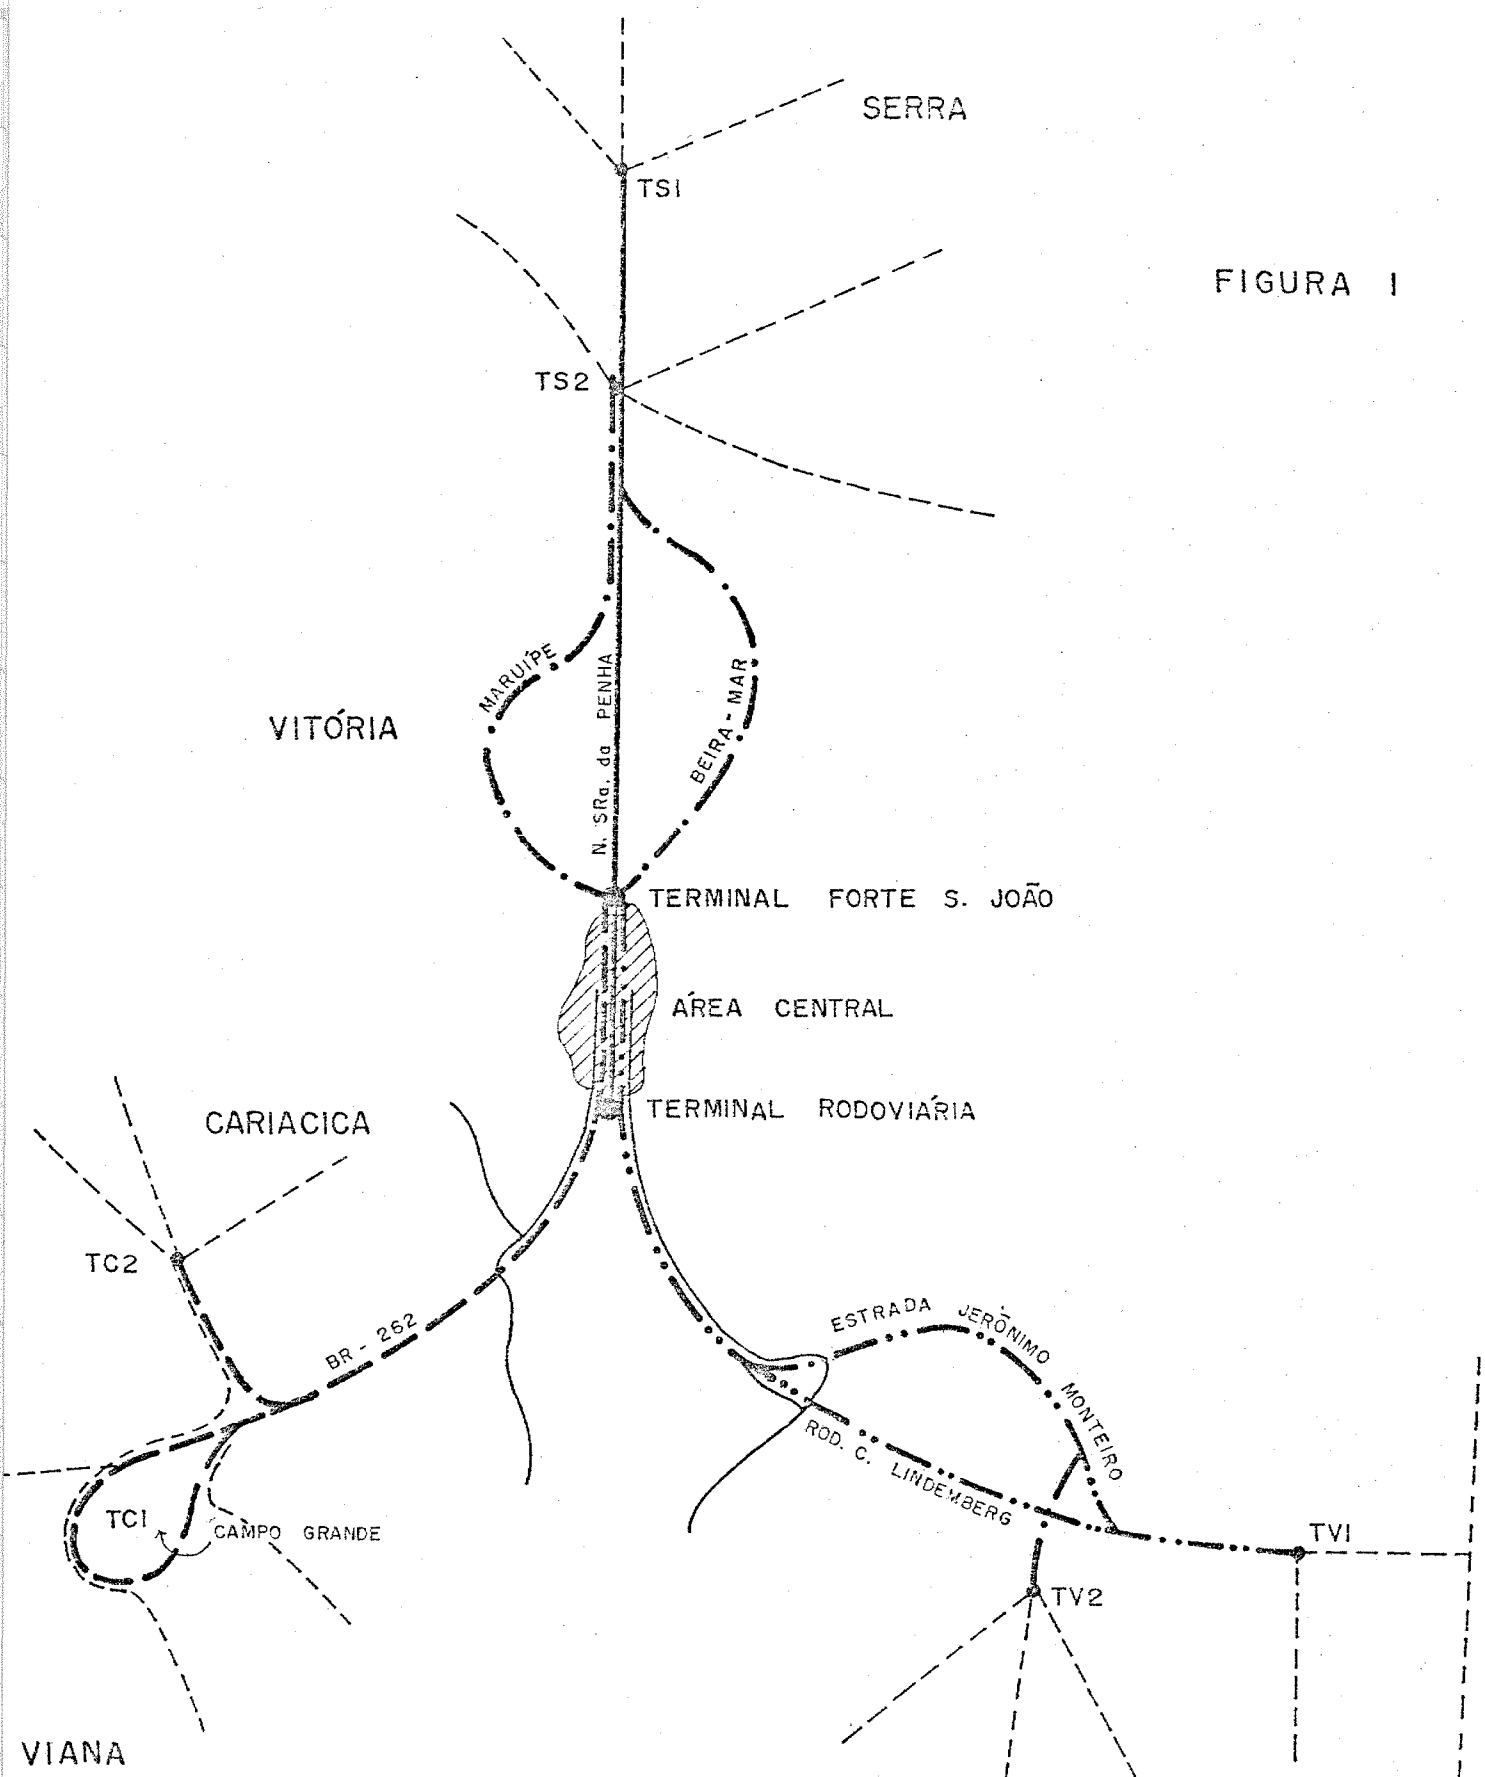 SERRA
TS1
FIGURA 1
TS2
MARUÍPE
N. SRa. da PENHA
BEIRA-MAR
VITÓRIA
TERMINAL FORTE S. JOÃO
ÁREA CENTRAL
TERMINAL RODOVIÁRIA
CARIACICA
TC2
BR-262
ESTRADA JERÔNIMO MONTEIRO
ROD. C. LINDEMBERG
TC1
CAMPO GRANDE
TV1
TV2
VIANA